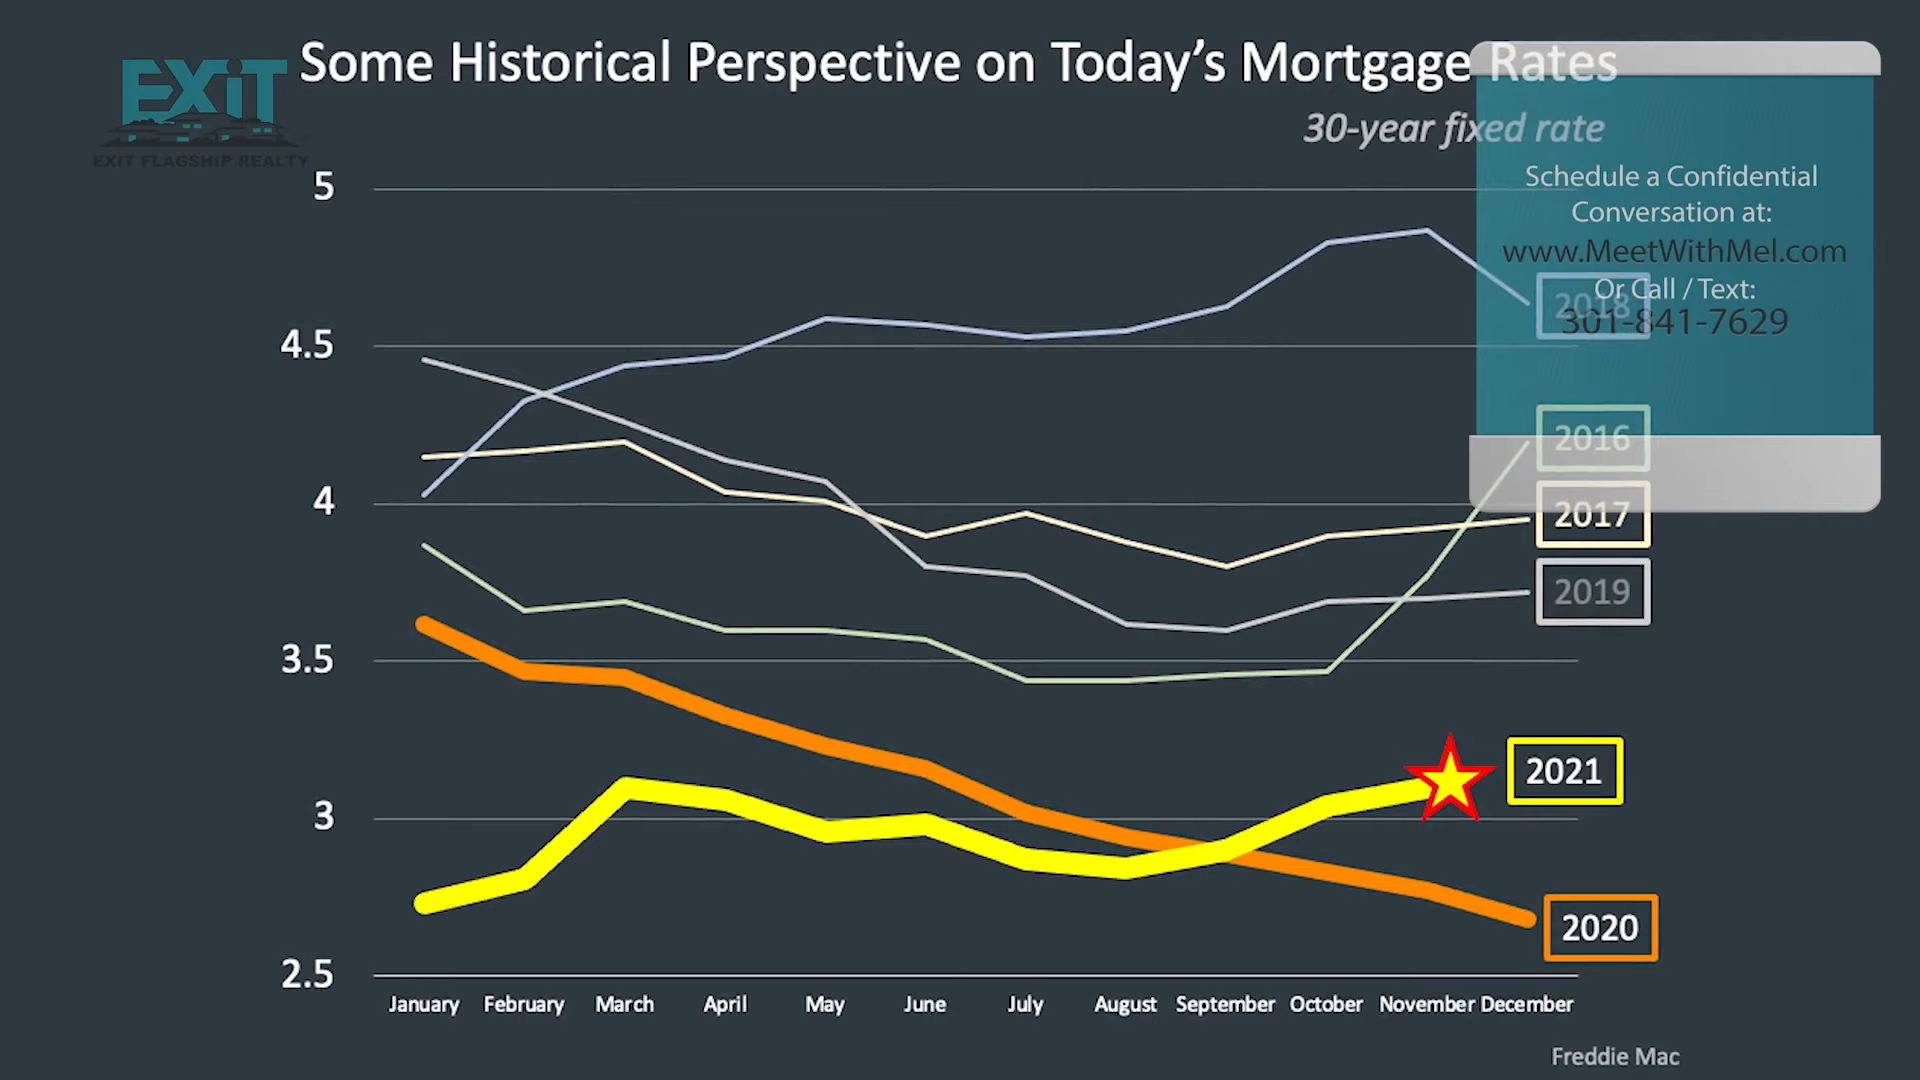 EXiT
EXIT FLAGSHIP REALTY
Some Historical Perspective on Today's Mortgage Rates
30-year fixed rate
Schedule a Confidential
Conversation at:
www.MeetWithMel.com
Or Call / Text:
301-841-7629
5
4.5
4
3.5
3
2.5
2018
2016
2017
2019
2021
2020
January February March April May June July August September October November December
Freddie Mac